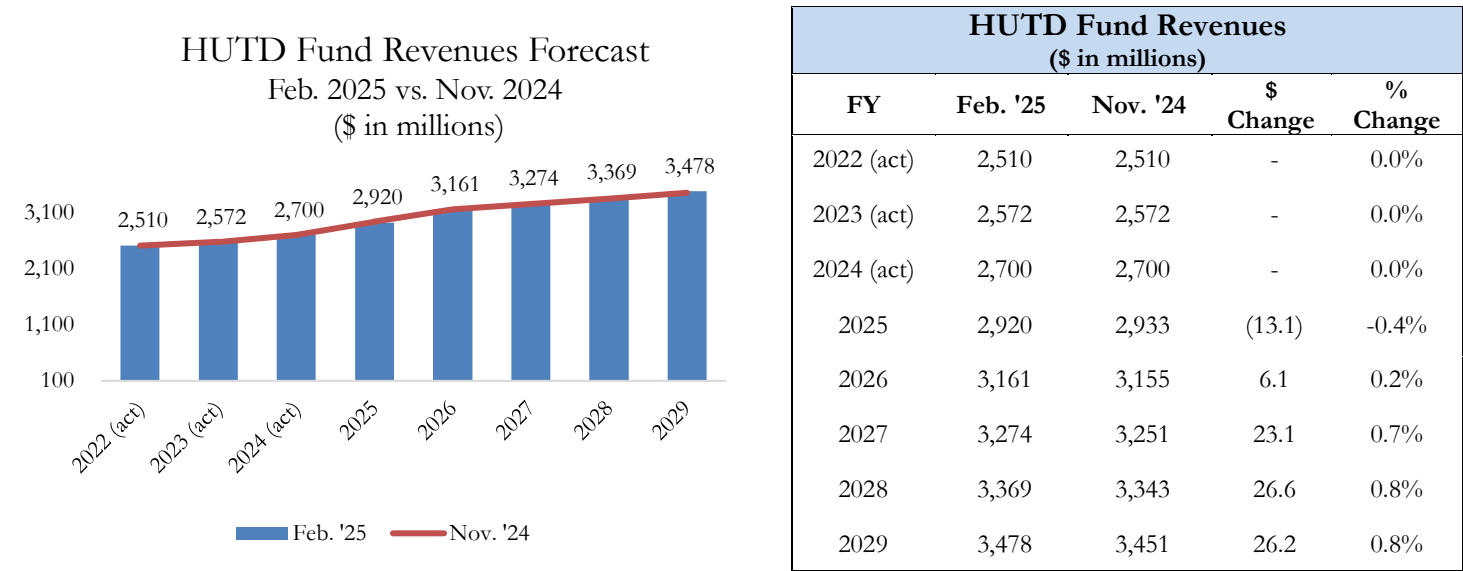 HUTD Fund Revenues Forecast
Feb. 2025 vs. Nov. 2024
($ in millions)
3,100
2,100
1,100
100
2,510
2,572
2,700
2,920
3,161
3,274
3,369
3,478
2022 (act)
2023 (act)
2024 (act)
2025
2026
2027
2028
2029
Feb. '25
Nov. '24
HUTD Fund Revenues
($ in millions)
FY Feb. '25 Nov. '24 $ Change % Change
2022 (act) 2,510 2,510 - 0.0%
2023 (act) 2,572 2,572 - 0.0%
2024 (act) 2,700 2,700 - 0.0%
2025 2,920 2,933 (13.1) -0.4%
2026 3,161 3,155 6.1 0.2%
2027 3,274 3,251 23.1 0.7%
2028 3,369 3,343 26.6 0.8%
2029 3,478 3,451 26.2 0.8%